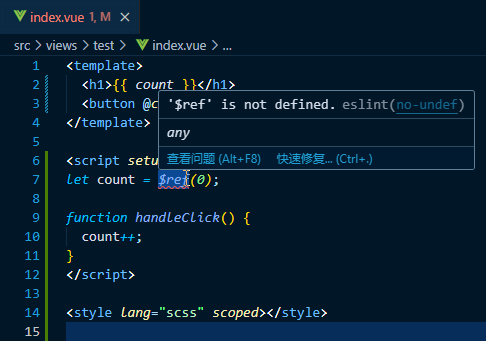 index.vue 1, M
src > views > test > index.vue > ...
1 <template>
2 <h1>{{ count }}</h1>
3 <button @c
4 </template>
5
6 <script setu
7 let count = $ref(0);
8
9 function handleClick() {
10 count++;
11 }
12 </script>
13
14 <style lang="scss" scoped></style>
15
'$ref' is not defined. eslint(no-undef)
any
查看问题 (Alt+F8) 快速修复... (Ctrl+.)